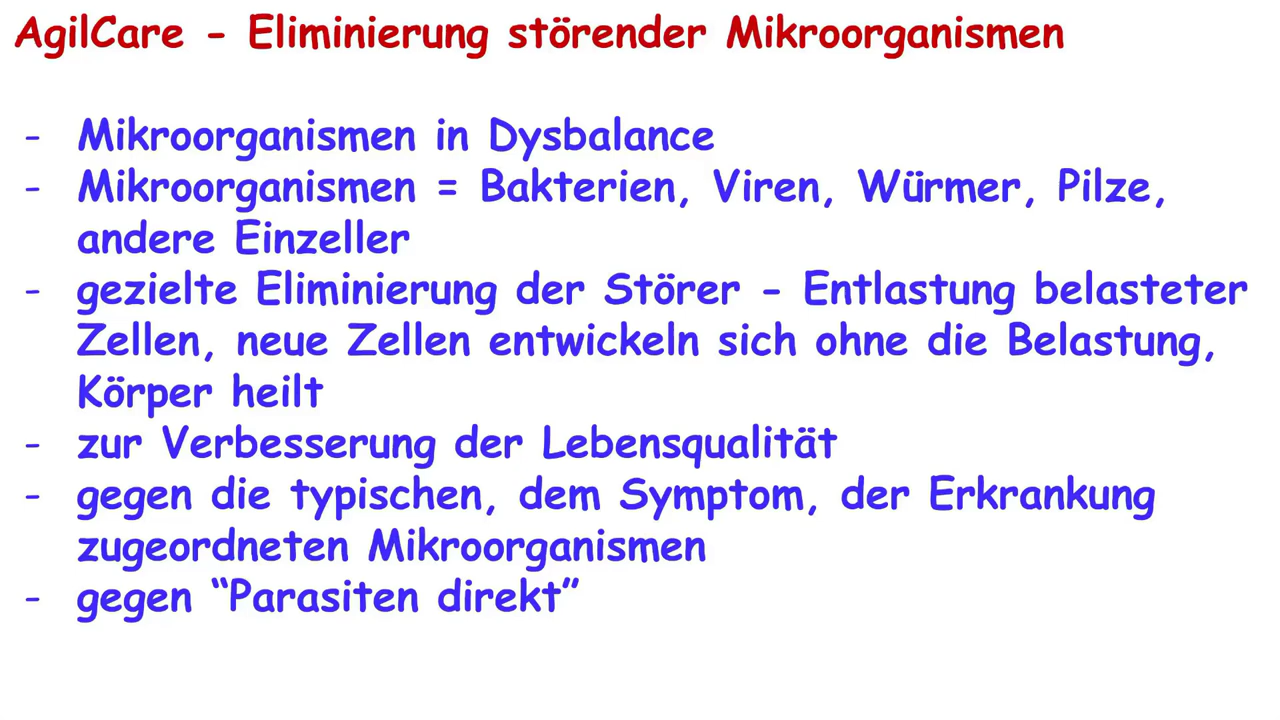 AgilCare - Eliminierung störender Mikroorganismen
- Mikroorganismen in Dysbalance
- Mikroorganismen = Bakterien, Viren, Würmer, Pilze,
andere Einzeller
- gezielte Eliminierung der Störer - Entlastung belasteter
Zellen, neue Zellen entwickeln sich ohne die Belastung,
Körper heilt
- zur Verbesserung der Lebensqualität
- gegen die typischen, dem Symptom, der Erkrankung
zugeordneten Mikroorganismen
- gegen “Parasiten direkt”